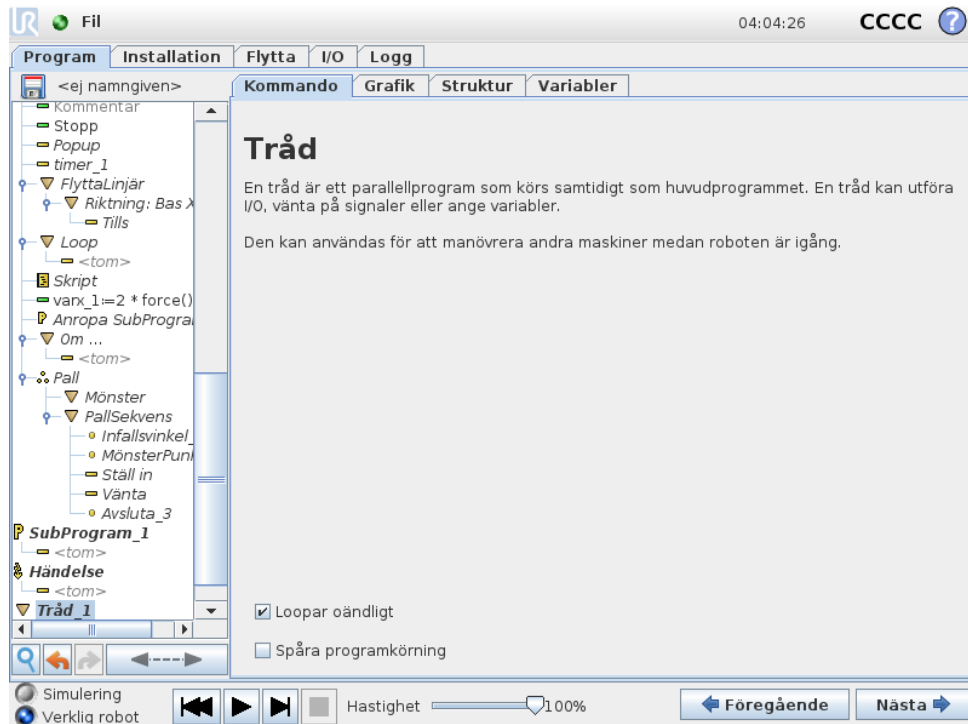 UR Fil 04:04:26 CCCC ?
Program Installation Flytta I/O Logg
<ej namngiven> Kommando Grafik Struktur Variabler
Kommentar
Stopp
Popup
timer_1
FlyttaLinjär
Riktning: Bas X
Tills
Loop
<tom>
Skript
varx_1:=2 * force()
Anropa SubProgra
0m ...
<tom>
Pall
Mönster
PallSekvens
Infallsvinkel_
MönsterPun
Ställ in
Vänta
Avsluta_3
P SubProgram_1
<tom>
Händelse
<tom>
Tråd_1
Tråd
En tråd är ett parallellprogram som körs samtidigt som huvudprogrammet. En tråd kan utföra
I/O, vänta på signaler eller ange variabler.
Den kan användas för att manövrera andra maskiner medan roboten är igång.
Loopar oändligt
Spåra programkörning
Simulering
Verklig robot
Hastighet 100%
Föregående Nästa